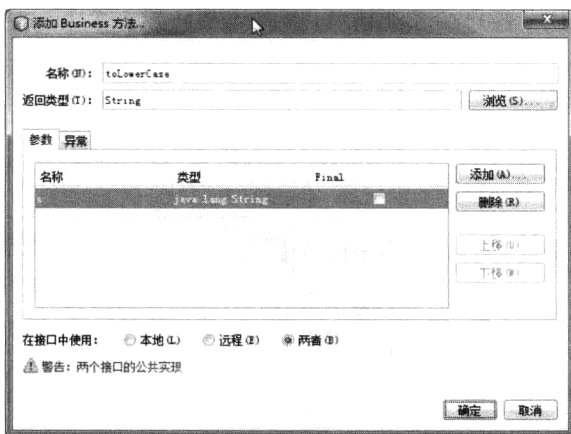 添加 Business 方法...
名称(N): toLowerCase
返回类型(T): String 浏览(S)...
参数 异常
名称 类型 Final
s java.lang.String
添加(A)...
删除(R)
上移(U)
下移(W)
在接口中使用: 本地(L) 远程(E) 两者(B)
警告: 两个接口的公共实现
确定 取消